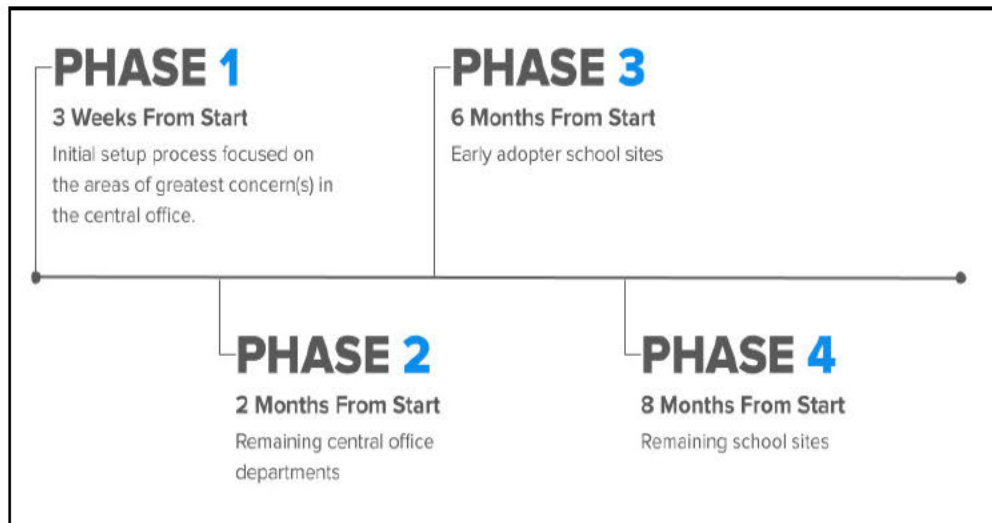 PHASE 1
3 Weeks From Start
Initial setup process focused on
the areas of greatest concern(s) in
the central office.
PHASE 3
6 Months From Start
Early adopter school sites
PHASE 2
2 Months From Start
Remaining central office
departments
PHASE 4
8 Months From Start
Remaining school sites